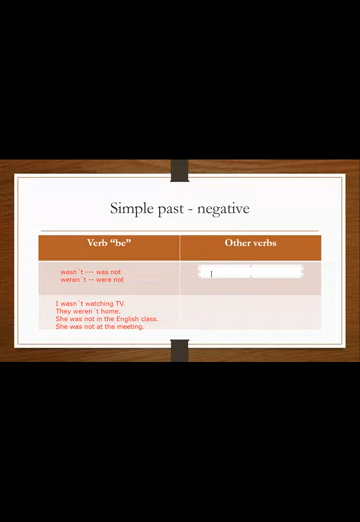 Simple past - negative
Verb “be”
Other verbs
wasn´t --- was not
weren´t -- were not
I wasn´t watching TV.
They weren´t home.
She was not in the English class.
She was not at the meeting.